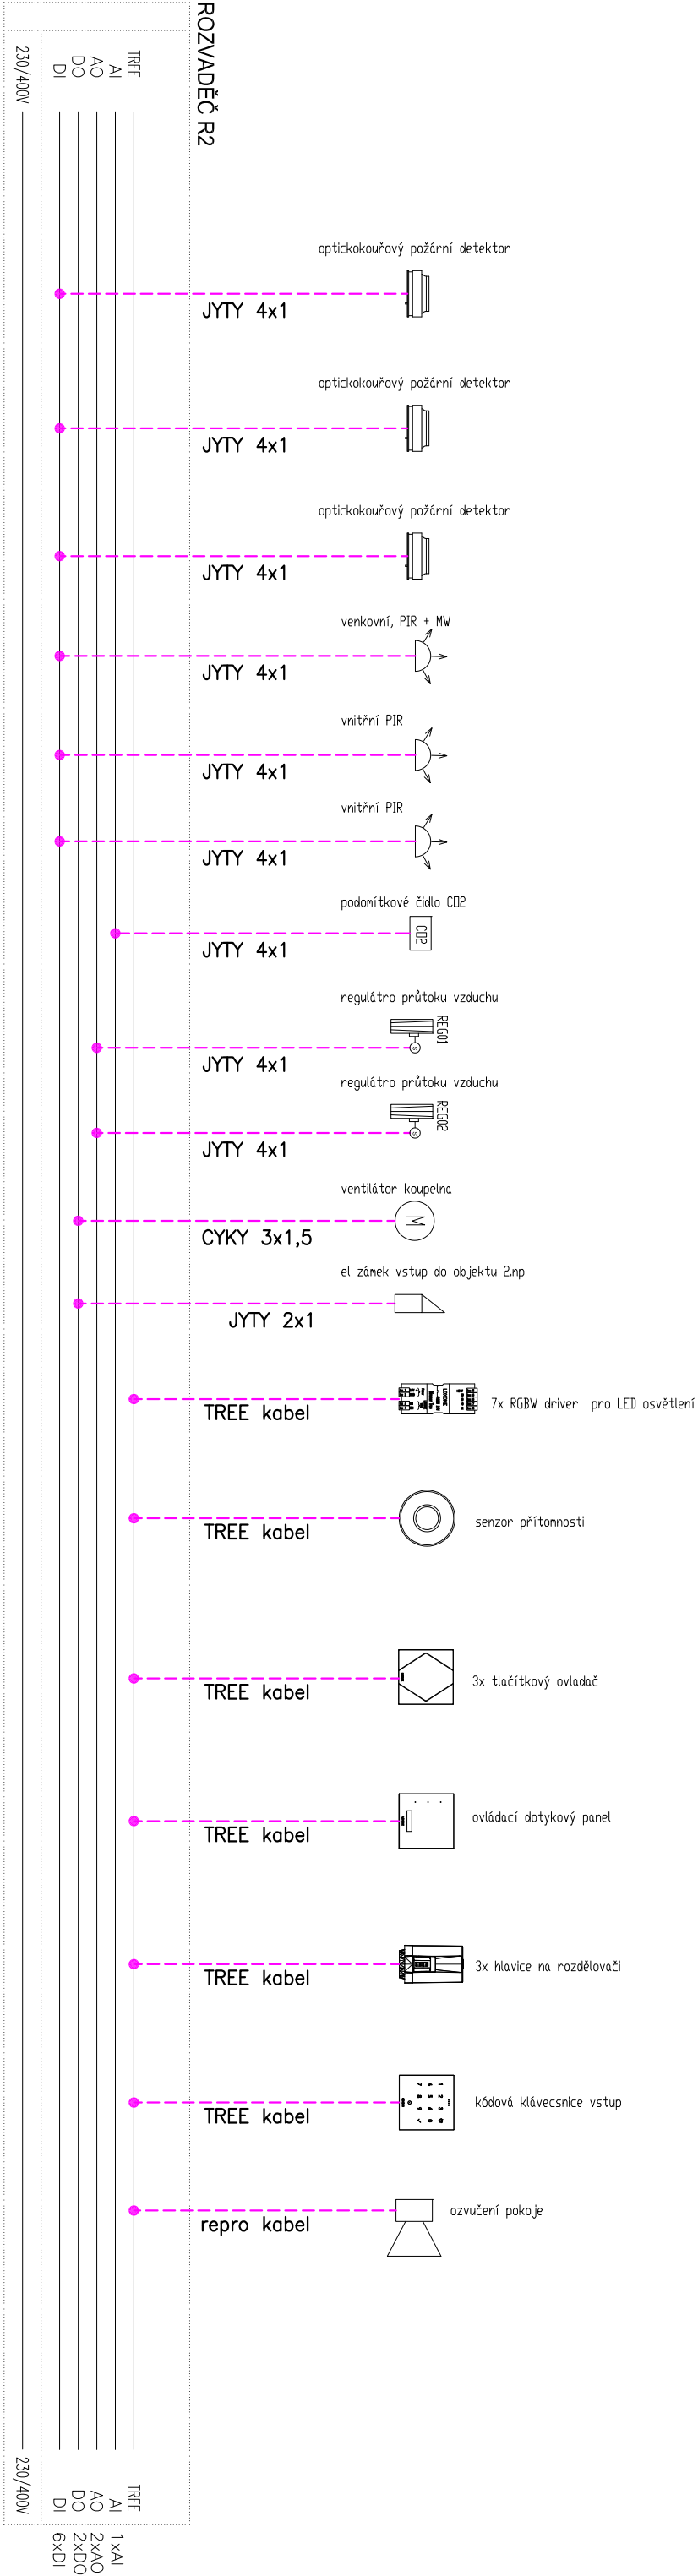 ROZVADĚČ R2
TREE
AI
AO
DO
DI
230/400V
optickokouřový požární detektor
JYTY 4x1
optickokouřový požární detektor
JYTY 4x1
optickokouřový požární detektor
JYTY 4x1
venkovní, PIR + MW
JYTY 4x1
vnitřní PIR
JYTY 4x1
vnitřní PIR
JYTY 4x1
podomítkové čidlo CO2
CO2
JYTY 4x1
regulátro průtoku vzduchu
REG01
S
JYTY 4x1
regulátro průtoku vzduchu
REG02
S
JYTY 4x1
ventilátor koupelna
M
CYKY 3x1,5
el zámek vstup do objektu 2.np
JYTY 2x1
7x RGBW driver pro LED osvětlení
TREE kabel
senzor přítomnosti
TREE kabel
3x tlačítkový ovladač
TREE kabel
ovládací dotykový panel
TREE kabel
3x hlavice na rozdělovači
TREE kabel
kódová klávecsnice vstup
TREE kabel
ozvučení pokoje
repro kabel
TREE
AI 1xAI
AO 2xAO
DO 2xDO
DI 6xDI
230/400V